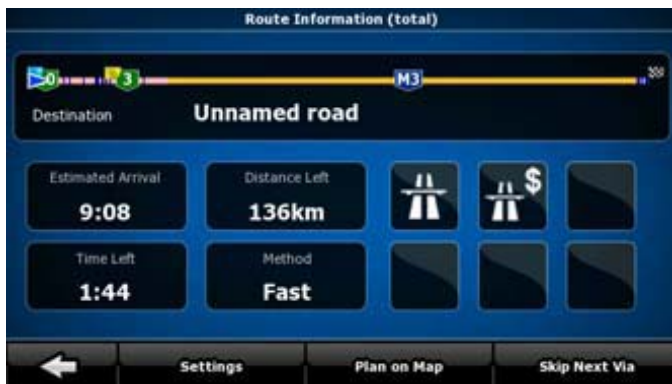 Route Information (total)
0 3 M3
Destination Unnamed road
Estimated Arrival Distance Left $
9:08 136km
Time Left Method
1:44 Fast
Settings Plan on Map Skip Next Via